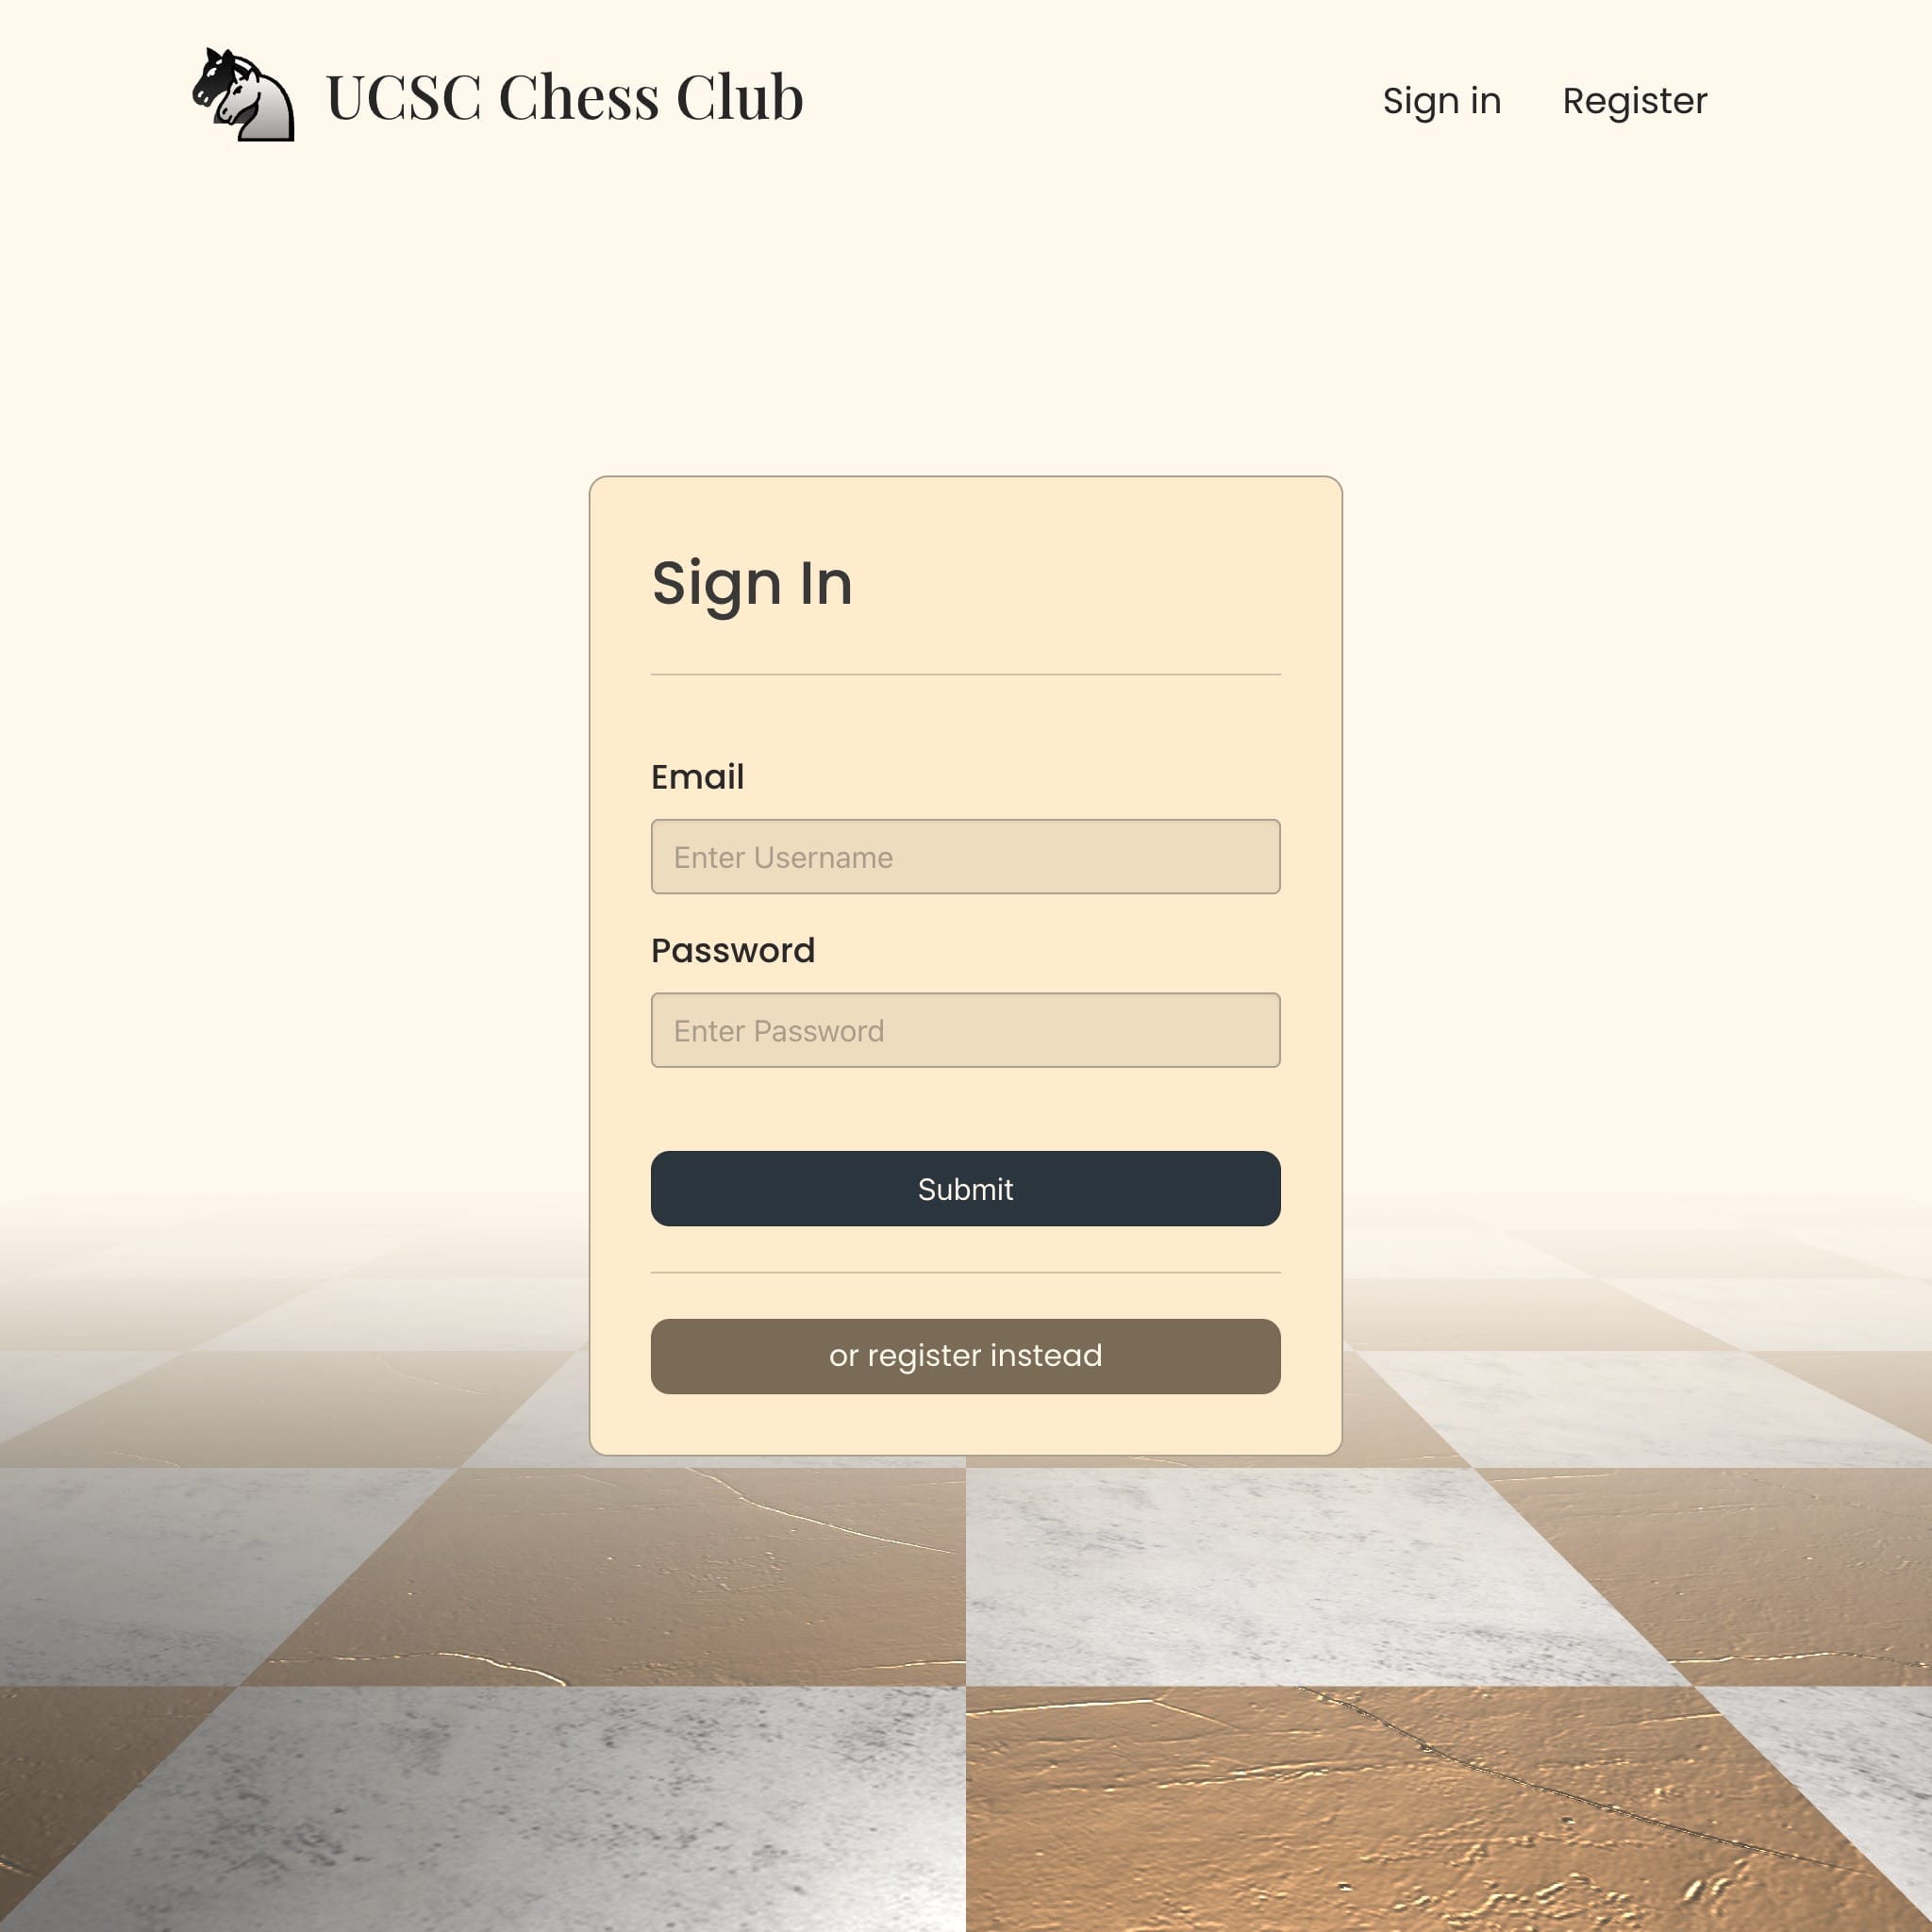 UCSC Chess Club
Sign in
Register
Sign In
Email
Enter Username
Password
Enter Password
Submit
or register instead